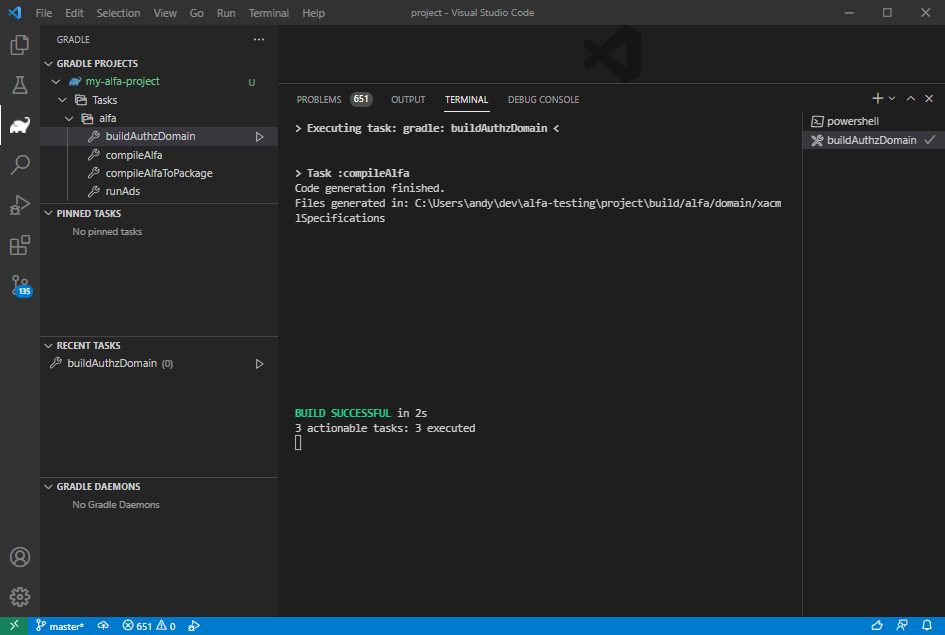 File Edit Selection View Go Run Terminal Help
project - Visual Studio Code
GRADLE
GRADLE PROJECTS
my-alfa-project U
Tasks
alfa
buildAuthzDomain
compileAlfa
compileAlfaToPackage
runAds
PINNED TASKS
No pinned tasks
RECENT TASKS
buildAuthzDomain (0)
GRADLE DAEMONS
No Gradle Daemons
135
PROBLEMS 651 OUTPUT TERMINAL DEBUG CONSOLE
> Executing task: gradle: buildAuthzDomain <
> Task :compileAlfa
Code generation finished.
Files generated in: C:\Users\andy\dev\alfa-testing\project\build/alfa/domain/xacm
lSpecifications
BUILD SUCCESSFUL in 2s
3 actionable tasks: 3 executed
powershell
buildAuthzDomain
master* 651 0